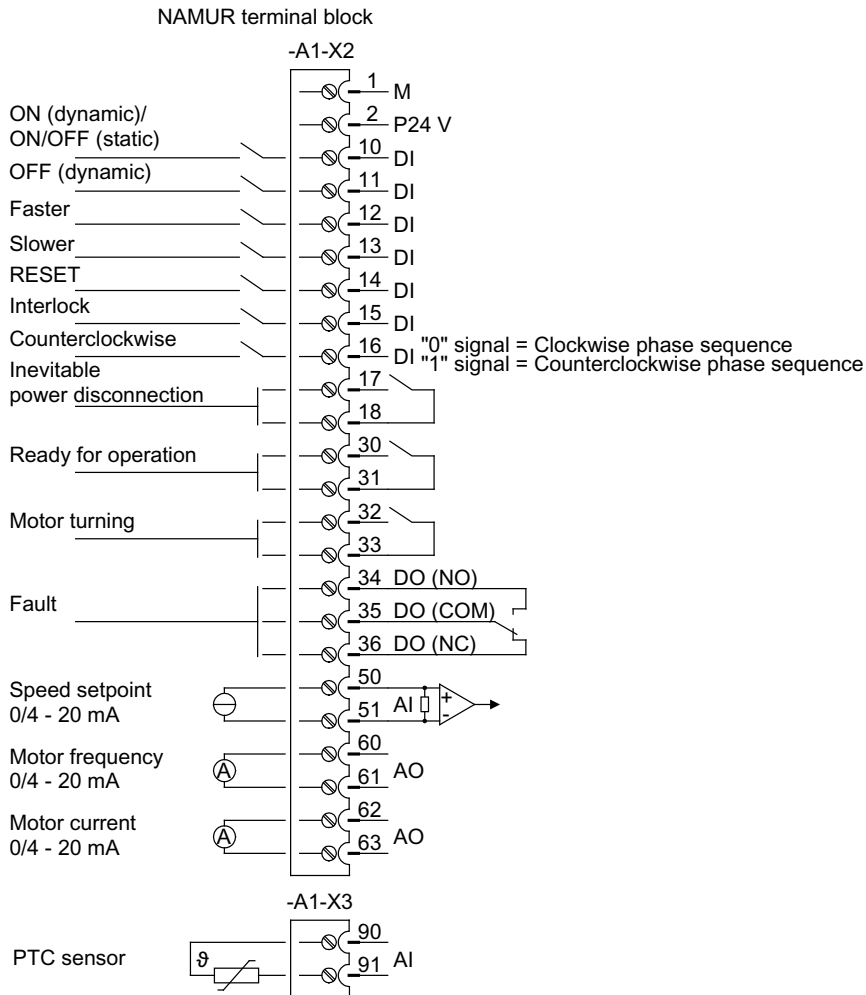 NAMUR terminal block
-A1-X2
1 M
2 P24 V
ON (dynamic)/
ON/OFF (static)
10 DI
OFF (dynamic)
11 DI
Faster
12 DI
Slower
13 DI
RESET
14 DI
Interlock
15 DI
Counterclockwise
16 DI "0" signal = Clockwise phase sequence
"1" signal = Counterclockwise phase sequence
Inevitable
power disconnection
17
18
Ready for operation
30
31
Motor turning
32
33
Fault
34 DO (NO)
35 DO (COM)
36 DO (NC)
Speed setpoint
0/4 - 20 mA
50
51 AI
+
-
Motor frequency
0/4 - 20 mA
A
60
61 AO
Motor current
0/4 - 20 mA
A
62
63 AO
-A1-X3
PTC sensor
ϑ
90
91 AI